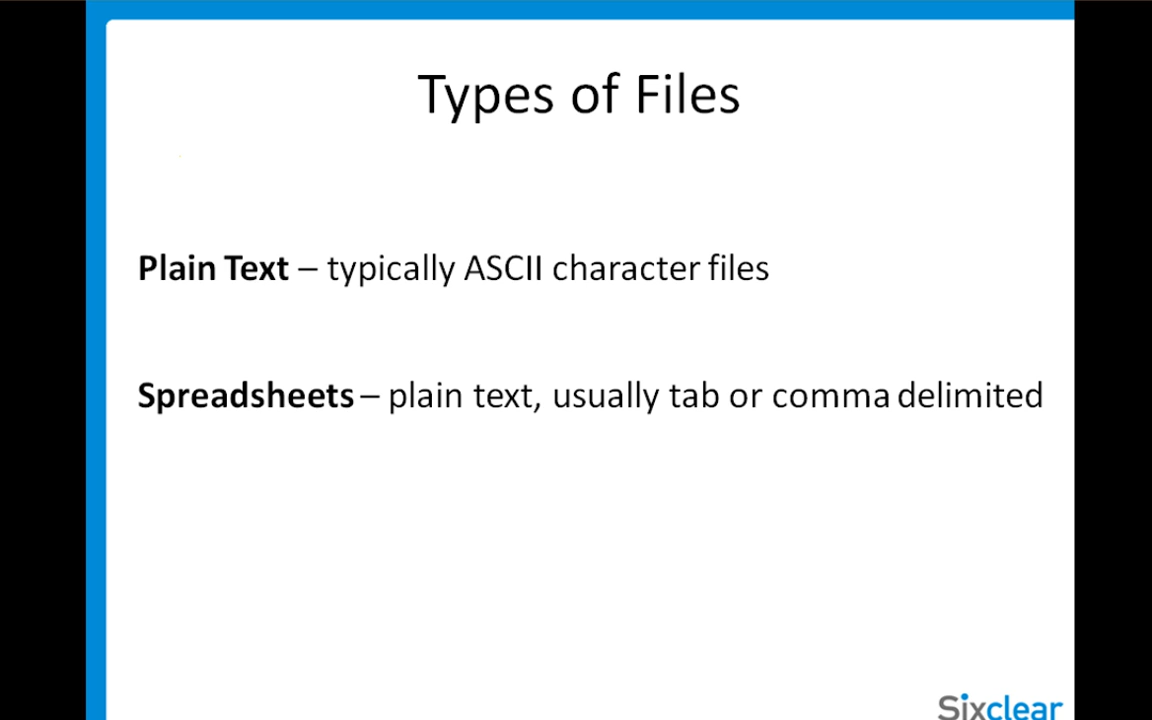 Types of Files
Plain Text – typically ASCII character files
Spreadsheets – plain text, usually tab or comma delimited
Sixclear